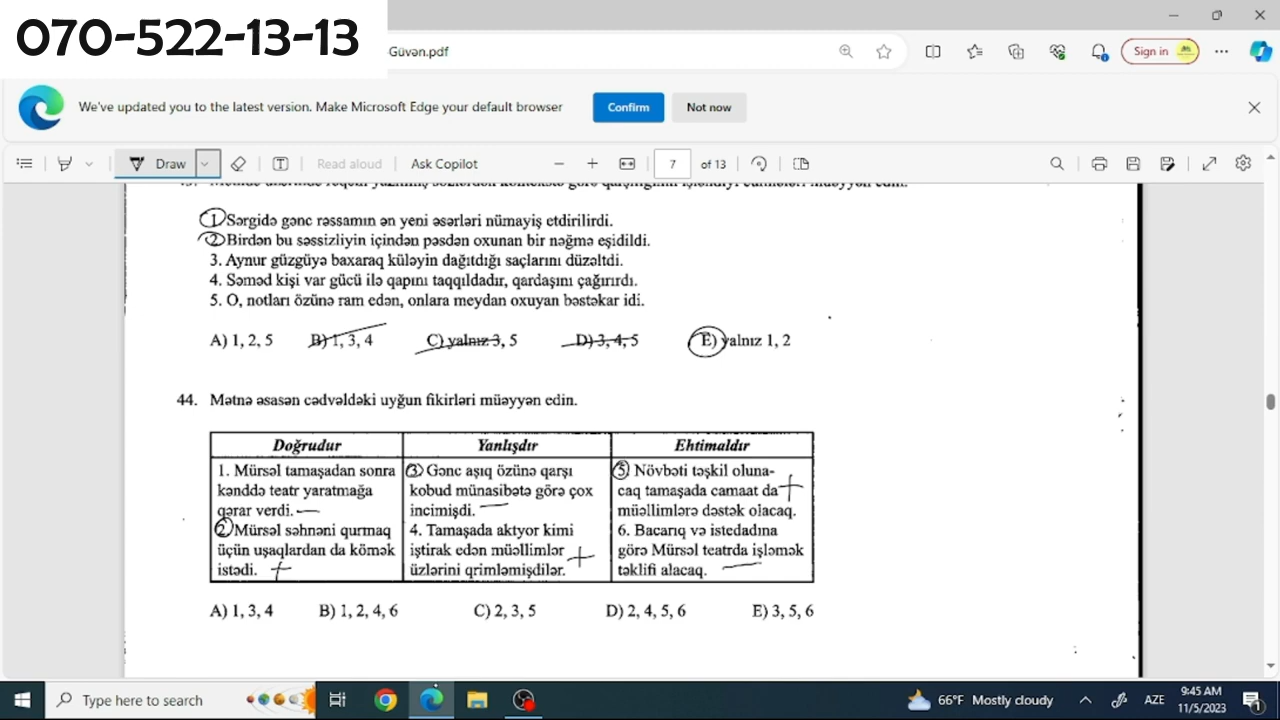 070-522-13-13
Güvən.pdf
Sign in
We've updated you to the latest version. Make Microsoft Edge your default browser
Confirm
Not now
Draw
Read aloud
Ask Copilot
7
of 13
1 Sərgidə gənc rəssamın ən yeni əsərləri nümayiş etdirilirdi.
2 Birdən bu səssizliyin içindən pəsdən oxunan bir nəğmə eşidildi.
3. Aynur güzgüyə baxaraq küləyin dağıtdığı saçlarını düzəltdi.
4. Səməd kişi var gücü ilə qapını taqqıldadır, qardaşını çağırırdı.
5. O, notları özünə ram edən, onlara meydan oxuyan bəstəkar idi.
A) 1, 2, 5 B) 1, 3, 4 C) yalnız 3, 5 D) 3, 4, 5 E) yalnız 1, 2
44. Mətnə əsasən cədvəldəki uyğun fikirləri müəyyən edin.
Doğrudur
1. Mürsəl tamaşadan sonra
kənddə teatr yaratmağa
qərar verdi.
2. Mürsəl səhnəni qurmaq
üçün uşaqlardan da kömək
istədi.
Yanlışdır
3 Gənc aşıq özünə qarşı
kobud münasibətə görə çox
incimişdi.
4. Tamaşada aktyor kimi
iştirak edən müəllimlər
üzlərini qrimləmişdilər.
Ehtimaldır
5 Növbəti təşkil oluna-
caq tamaşada camaat da
müəllimlərə dəstək olacaq.
6. Bacarıq və istedadına
görə Mürsəl teatrda işləmək
təklifi alacaq.
A) 1, 3, 4 B) 1, 2, 4, 6 C) 2, 3, 5 D) 2, 4, 5, 6 E) 3, 5, 6
Type here to search
66°F Mostly cloudy
AZE
9:45 AM
11/5/2023
1